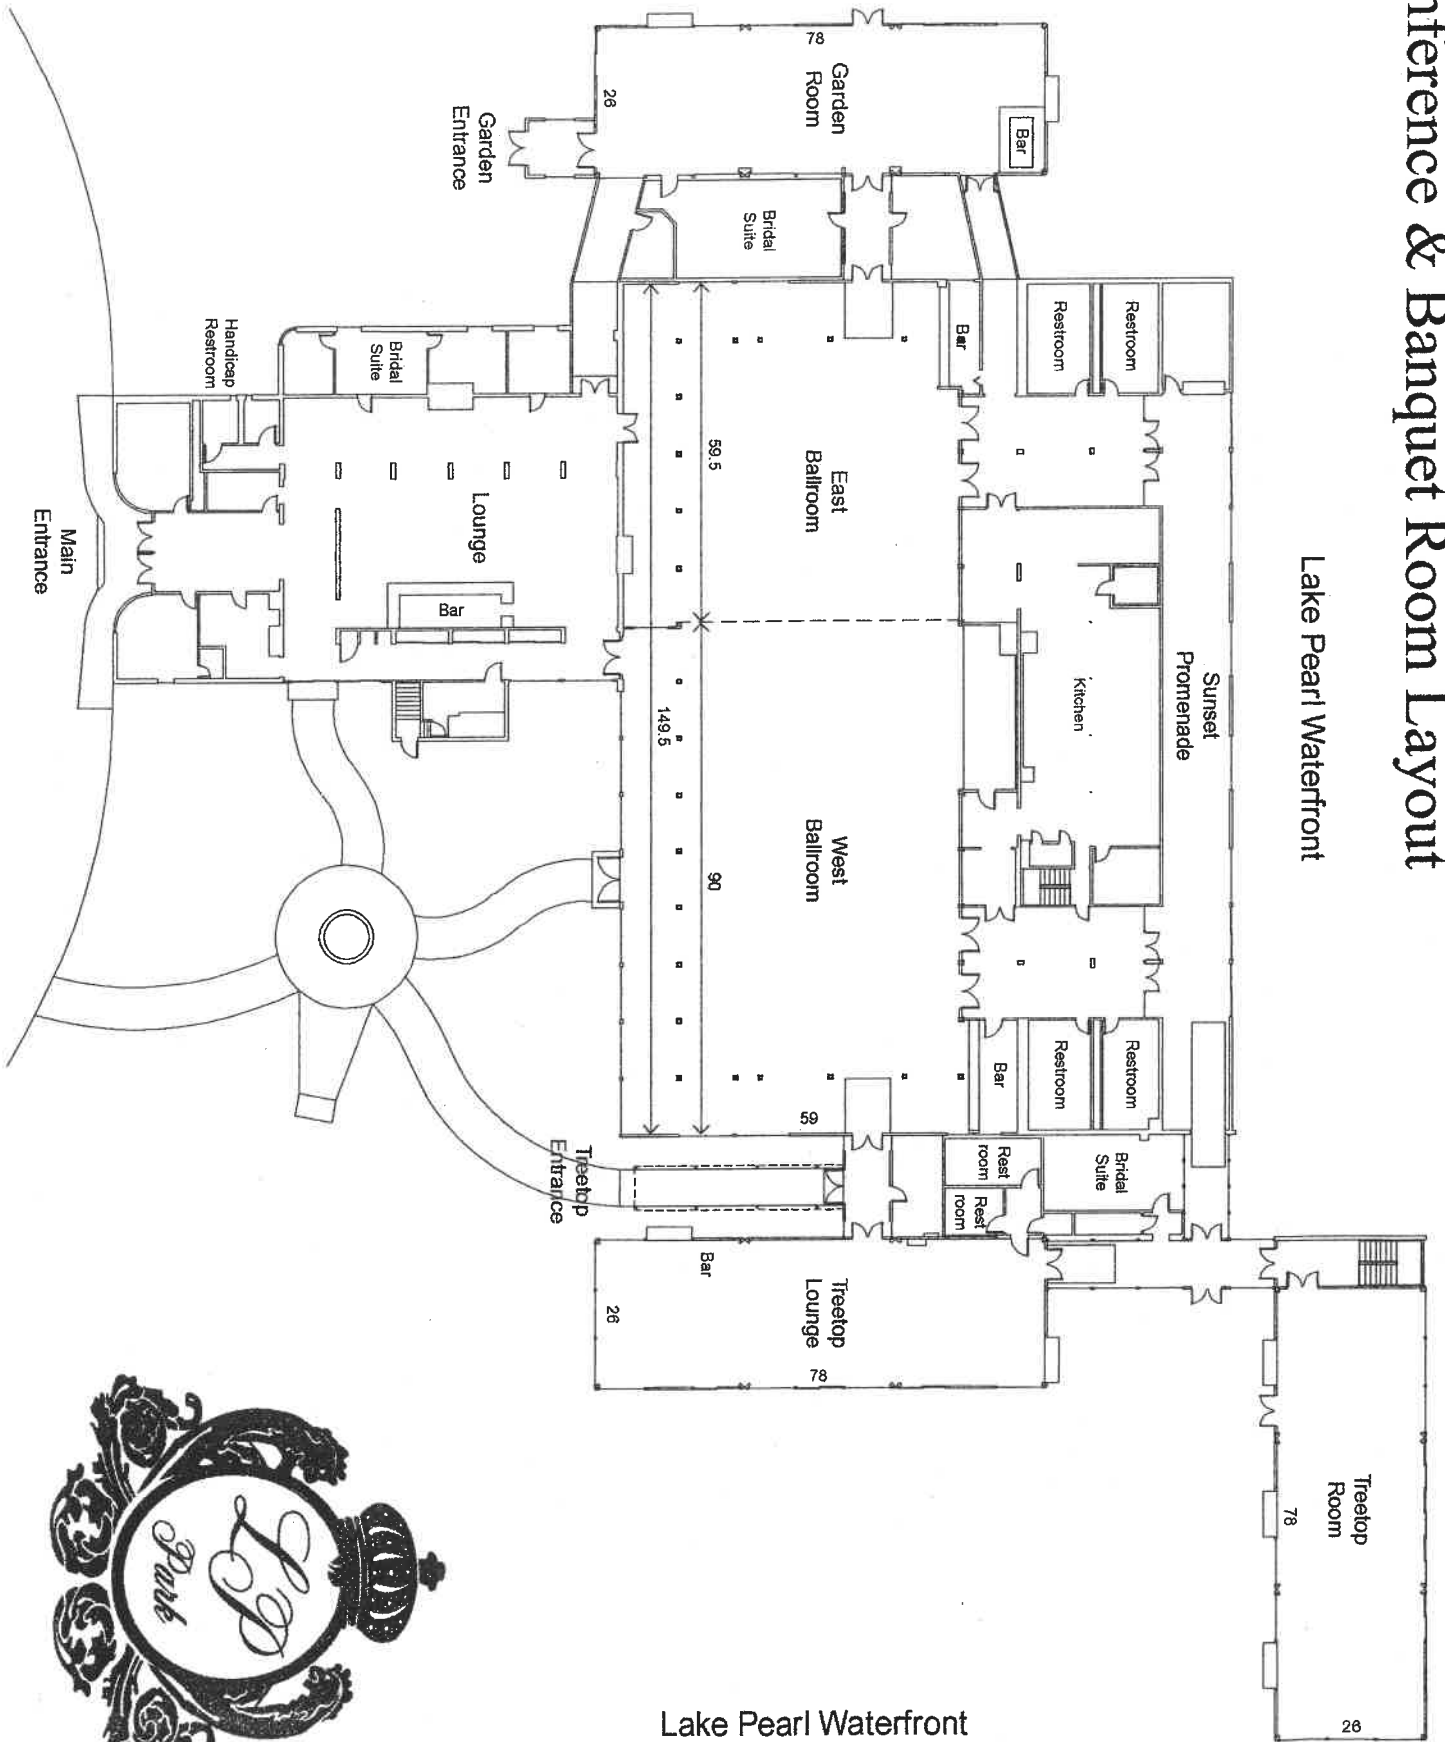 nference & Banquet Room Layout
Lake Pearl Waterfront
Sunset
Promenade
Restroom
Restroom
Kitchen
Restroom
Restroom
Bar
Bar
Bridal
Suite
Rest
room
Rest
room
Treetop
Room
78
26
Bar
Garden
Room
78
26
Garden
Entrance
Bridal
Suite
East
Ballroom
59.5
West
Ballroom
90
149.5
59
Treetop
Lounge
78
26
Bar
Treetop
Entrance
Bridal
Suite
Lounge
Bar
Handicap
Restroom
Main
Entrance
LP
Park
Lake Pearl Waterfront